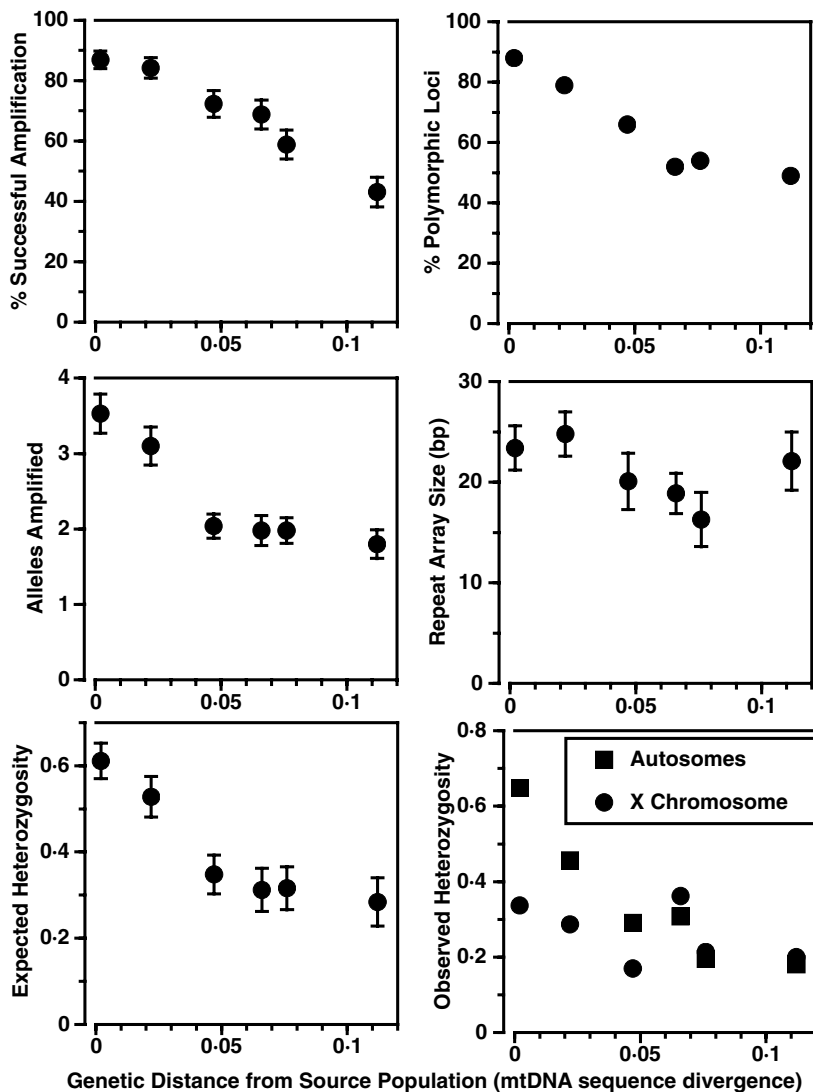 % Successful Amplification
100
80
60
40
20
0
0 0·05 0·1
% Polymorphic Loci
100
80
60
40
20
0
0 0·05 0·1
Alleles Amplified
4
3
2
1
0
0 0·05 0·1
Repeat Array Size (bp)
30
20
10
0
0 0·05 0·1
Expected Heterozygosity
0·6
0·4
0·2
0
0 0·05 0·1
Observed Heterozygosity
0·8
0·6
0·4
0·2
0
0 0·05 0·1
Autosomes
X Chromosome
Genetic Distance from Source Population (mtDNA sequence divergence)